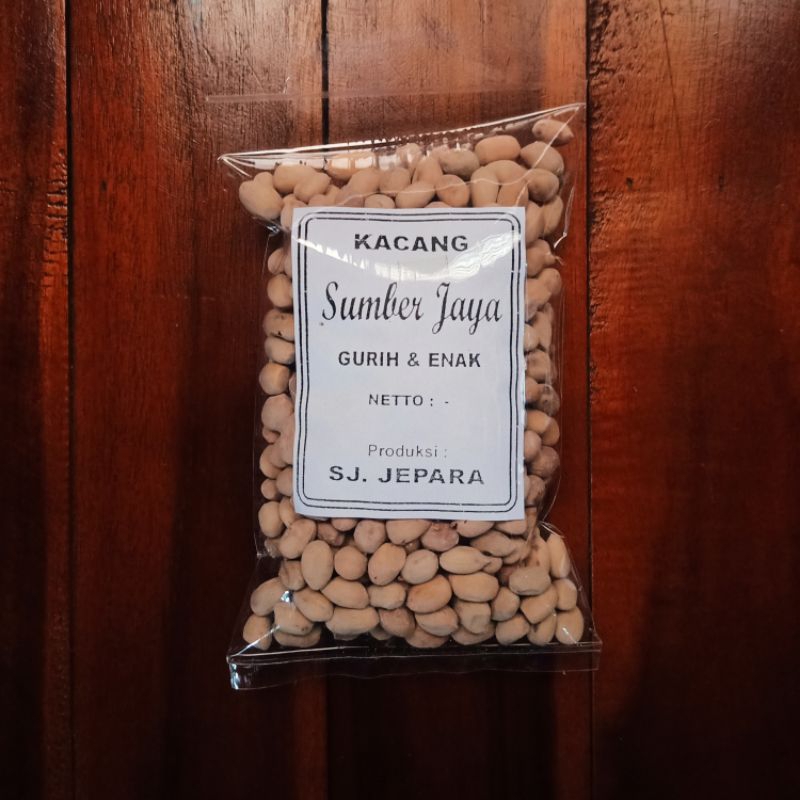 KACANG
Sumber Jaya
GURIH & ENAK
NETTO : -
Produksi :
SJ. JEPARA